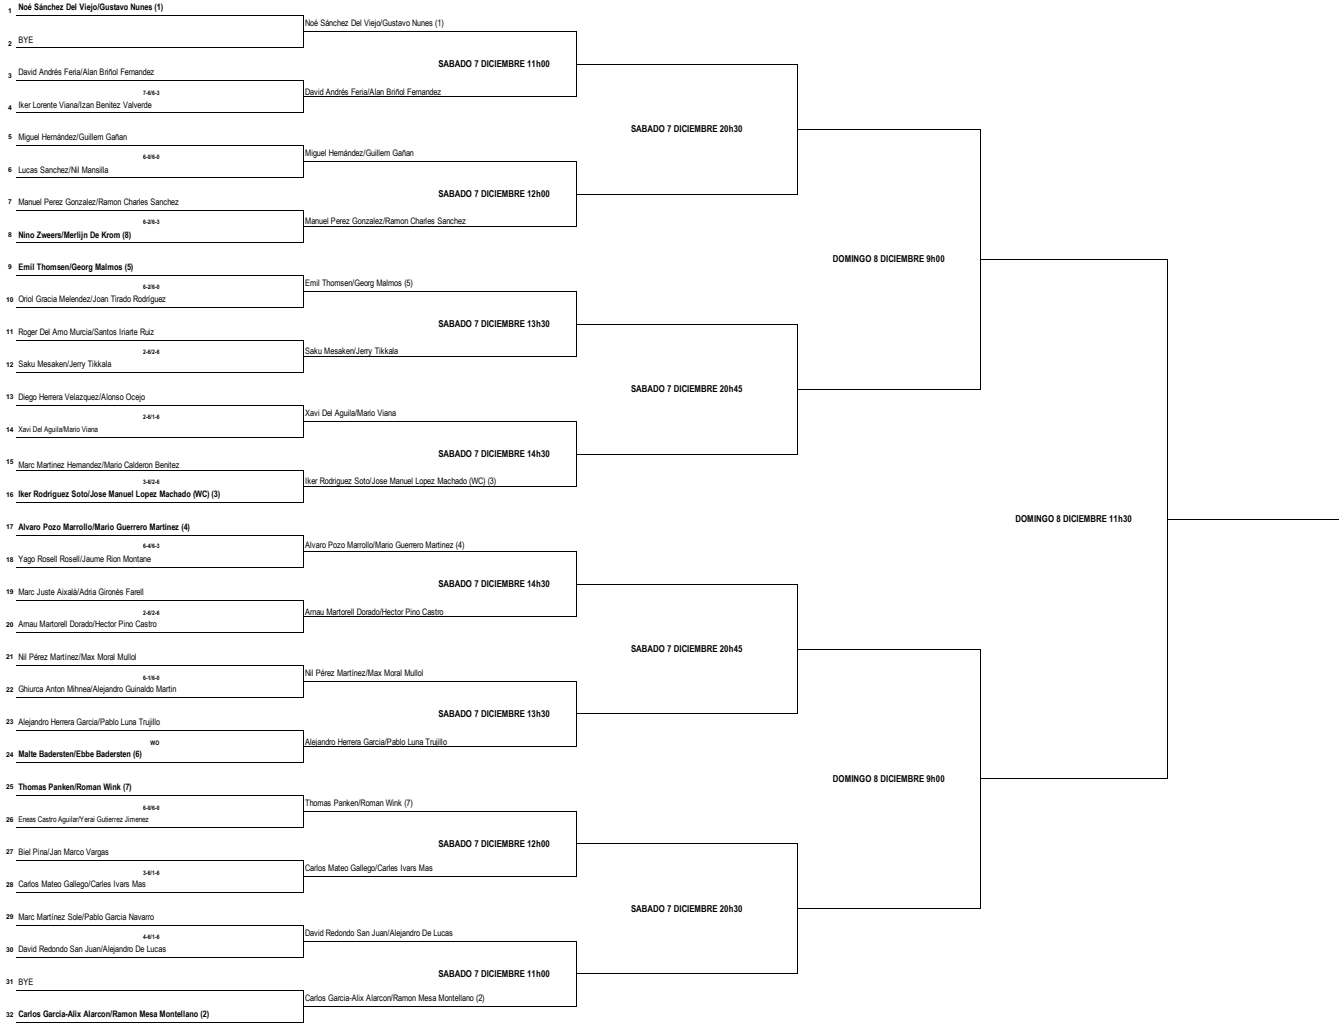 1 Noé Sánchez Del Viejo/Gustavo Nunes (1)
Noé Sánchez Del Viejo/Gustavo Nunes (1)
2 BYE
SABADO 7 DICIEMBRE 11h00
3 David Andrés Feria/Alan Briñol Fernandez
7-6/6-3
David Andrés Feria/Alan Briñol Fernandez
4 Iker Lorente Viana/Izan Benitez Valverde
SABADO 7 DICIEMBRE 20h30
5 Miguel Hernández/Guillem Gañan
6-0/6-0
Miguel Hernández/Guillem Gañan
6 Lucas Sanchez/Nil Mansilla
SABADO 7 DICIEMBRE 12h00
7 Manuel Perez Gonzalez/Ramon Charles Sanchez
6-2/6-3
Manuel Perez Gonzalez/Ramon Charles Sanchez
8 Nino Zweers/Merlijn De Krom (8)
DOMINGO 8 DICIEMBRE 9h00
9 Emil Thomsen/Georg Malmos (5)
6-2/6-0
Emil Thomsen/Georg Malmos (5)
10 Oriol Gracia Melendez/Joan Tirado Rodríguez
SABADO 7 DICIEMBRE 13h30
11 Roger Del Amo Murcia/Santos Iriarte Ruiz
2-6/2-6
Saku Mesaken/Jerry Tikkala
12 Saku Mesaken/Jerry Tikkala
SABADO 7 DICIEMBRE 20h45
13 Diego Herrera Velazquez/Alonso Ocejo
2-6/1-6
Xavi Del Aguila/Mario Viana
14 Xavi Del Aguila/Mario Viana
SABADO 7 DICIEMBRE 14h30
15 Marc Martinez Hernandez/Mario Calderon Benitez
3-6/2-6
Iker Rodriguez Soto/Jose Manuel Lopez Machado (WC) (3)
16 Iker Rodriguez Soto/Jose Manuel Lopez Machado (WC) (3)
DOMINGO 8 DICIEMBRE 11h30
17 Alvaro Pozo Marrollo/Mario Guerrero Martinez (4)
6-4/6-3
Alvaro Pozo Marrollo/Mario Guerrero Martinez (4)
18 Yago Rosell Rosell/Jaume Rion Montane
SABADO 7 DICIEMBRE 14h30
19 Marc Juste Aixalà/Adria Gironès Farell
2-6/2-6
Arnau Martorell Dorado/Hector Pino Castro
20 Arnau Martorell Dorado/Hector Pino Castro
SABADO 7 DICIEMBRE 20h45
21 Nil Pérez Martínez/Max Moral Mullol
6-1/6-0
Nil Pérez Martínez/Max Moral Mullol
22 Ghiurca Anton Mihnea/Alejandro Guinaldo Martin
SABADO 7 DICIEMBRE 13h30
23 Alejandro Herrera Garcia/Pablo Luna Trujillo
WO
Alejandro Herrera Garcia/Pablo Luna Trujillo
24 Malte Badersten/Ebbe Badersten (6)
DOMINGO 8 DICIEMBRE 9h00
25 Thomas Panken/Roman Wink (7)
6-0/6-0
Thomas Panken/Roman Wink (7)
26 Eneas Castro Aguilar/Yerai Gutierrez Jimenez
SABADO 7 DICIEMBRE 12h00
27 Biel Pina/Jan Marco Vargas
3-6/1-6
Carlos Mateo Gallego/Carles Ivars Mas
28 Carlos Mateo Gallego/Carles Ivars Mas
SABADO 7 DICIEMBRE 20h30
29 Marc Martínez Sole/Pablo Garcia Navarro
4-6/1-6
David Redondo San Juan/Alejandro De Lucas
30 David Redondo San Juan/Alejandro De Lucas
SABADO 7 DICIEMBRE 11h00
31 BYE
Carlos Garcia-Alix Alarcon/Ramon Mesa Montellano (2)
32 Carlos Garcia-Alix Alarcon/Ramon Mesa Montellano (2)